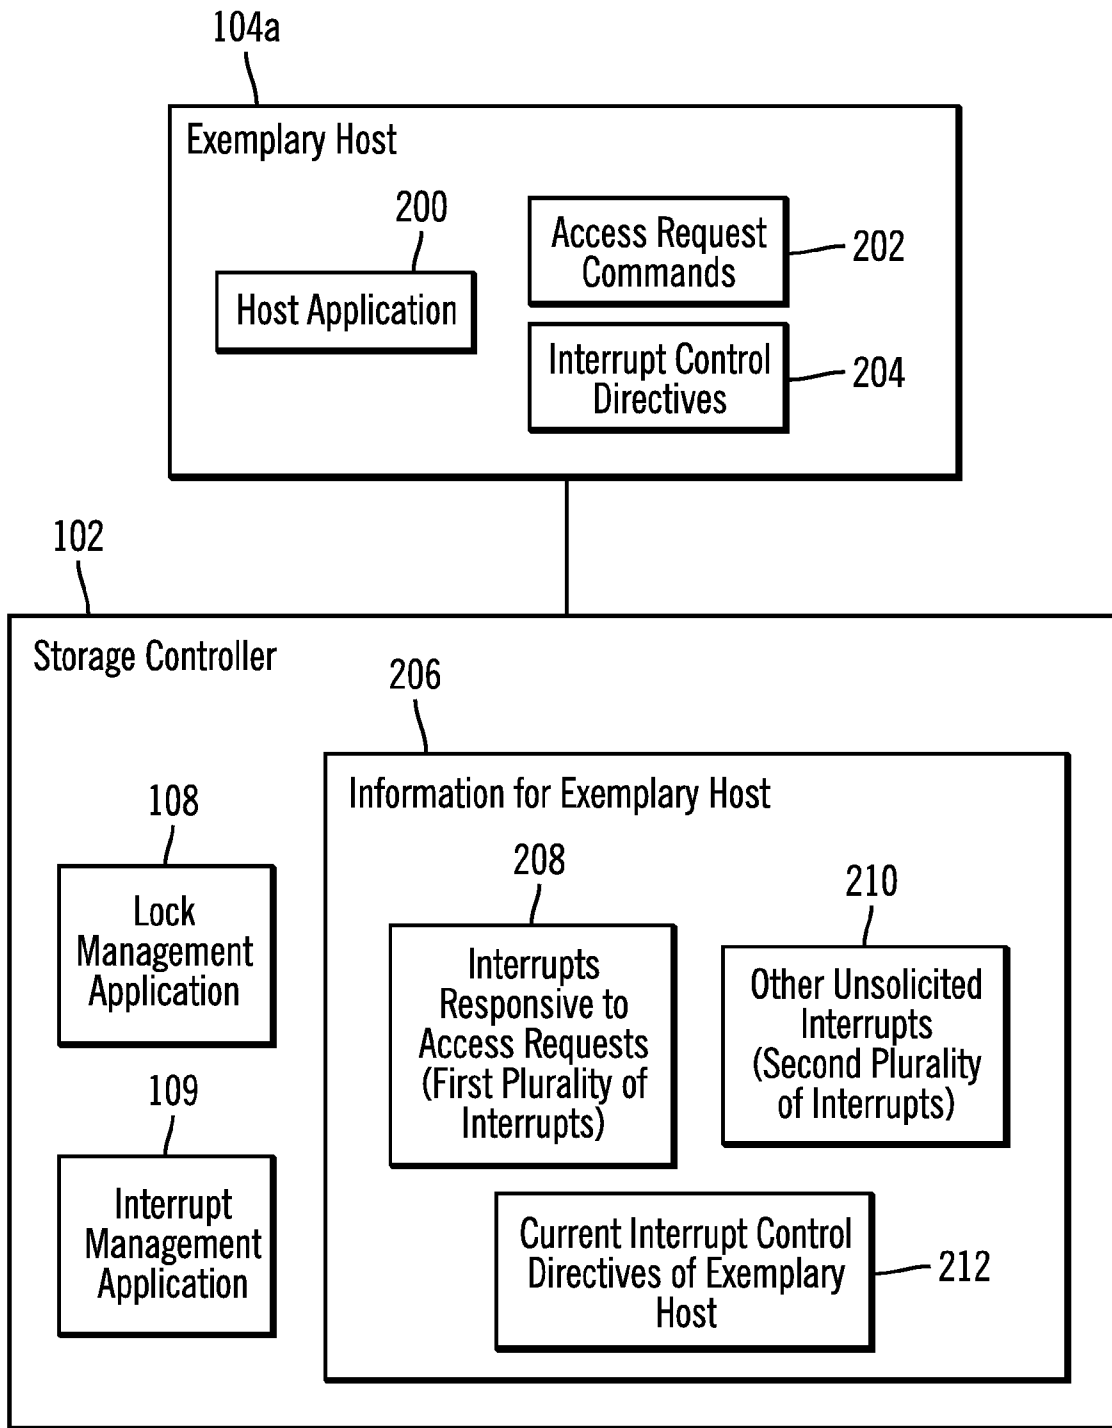 104a
Exemplary Host
200
Host Application
Access Request
Commands
202
Interrupt Control
Directives
204
102
Storage Controller
206
Information for Exemplary Host
108
Lock
Management
Application
109
Interrupt
Management
Application
208
Interrupts
Responsive to
Access Requests
(First Plurality of
Interrupts)
210
Other Unsolicited
Interrupts
(Second Plurality
of Interrupts)
Current Interrupt Control
Directives of Exemplary
Host
212